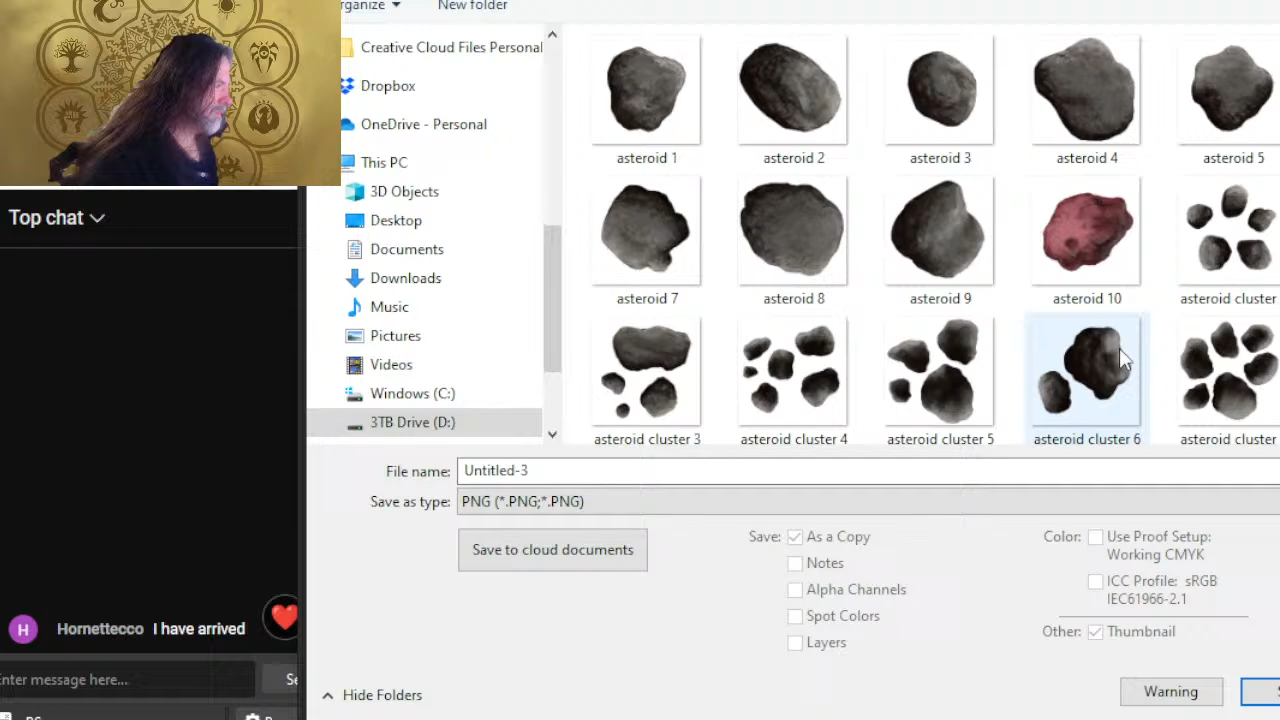 rganize
New folder
Creative Cloud Files Personal
Dropbox
OneDrive - Personal
This PC
3D Objects
Desktop
Documents
Downloads
Music
Pictures
Videos
Windows (C:)
3TB Drive (D:)
asteroid 1
asteroid 2
asteroid 3
asteroid 4
asteroid 5
asteroid 7
asteroid 8
asteroid 9
asteroid 10
asteroid cluster
asteroid cluster 3
asteroid cluster 4
asteroid cluster 5
asteroid cluster 6
asteroid cluster
File name: Untitled-3
Save as type: PNG (*.PNG;*.PNG)
Save to cloud documents
Save: As a Copy
Notes
Alpha Channels
Spot Colors
Layers
Color: Use Proof Setup:
Working CMYK
ICC Profile: sRGB
IEC61966-2.1
Other: Thumbnail
Hide Folders
Warning
Top chat
H
Hornettecco I have arrived
Enter message here...
Se